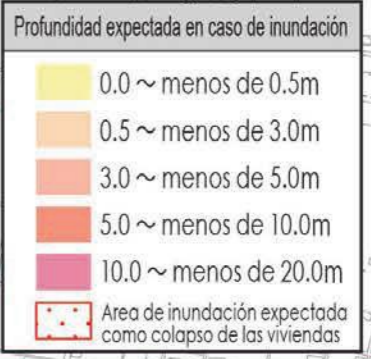 Profundidad expectada en caso de inundación
0.0 ~ menos de 0.5m
0.5 ~ menos de 3.0m
3.0 ~ menos de 5.0m
5.0 ~ menos de 10.0m
10.0 ~ menos de 20.0m
Area de inundación expectada
como colapso de las viviendas